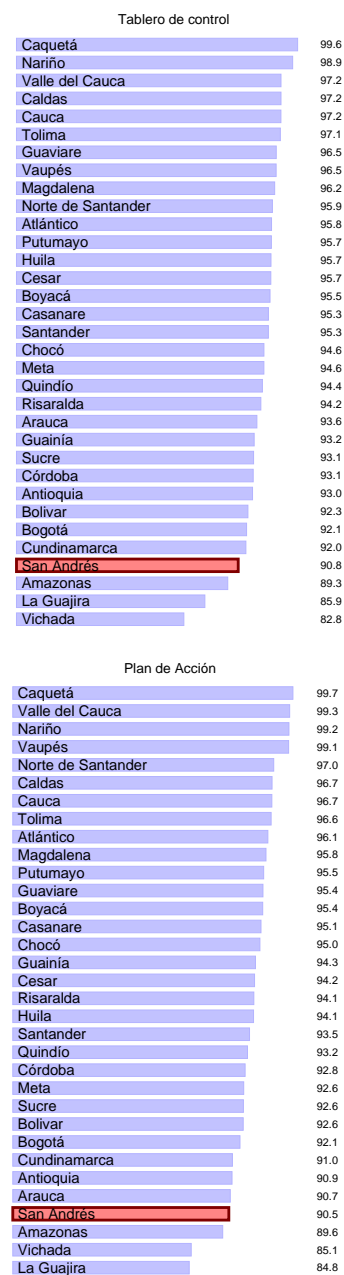 Tablero de control
Caquetá 99.6
Nariño 98.9
Valle del Cauca 97.2
Caldas 97.2
Cauca 97.2
Tolima 97.1
Guaviare 96.5
Vaupés 96.5
Magdalena 96.2
Norte de Santander 95.9
Atlántico 95.8
Putumayo 95.7
Huila 95.7
Cesar 95.7
Boyacá 95.5
Casanare 95.3
Santander 95.3
Chocó 94.6
Meta 94.6
Quindío 94.4
Risaralda 94.2
Arauca 93.6
Guainía 93.2
Sucre 93.1
Córdoba 93.1
Antioquia 93.0
Bolivar 92.3
Bogotá 92.1
Cundinamarca 92.0
San Andrés 90.8
Amazonas 89.3
La Guajira 85.9
Vichada 82.8
Plan de Acción
Caquetá 99.7
Valle del Cauca 99.3
Nariño 99.2
Vaupés 99.1
Norte de Santander 97.0
Caldas 96.7
Cauca 96.7
Tolima 96.6
Atlántico 96.1
Magdalena 95.8
Putumayo 95.5
Guaviare 95.4
Boyacá 95.4
Casanare 95.1
Chocó 95.0
Guainía 94.3
Cesar 94.2
Risaralda 94.1
Huila 94.1
Santander 93.5
Quindío 93.2
Córdoba 92.8
Meta 92.6
Sucre 92.6
Bolivar 92.6
Bogotá 92.1
Cundinamarca 91.0
Antioquia 90.9
Arauca 90.7
San Andrés 90.5
Amazonas 89.6
Vichada 85.1
La Guajira 84.8